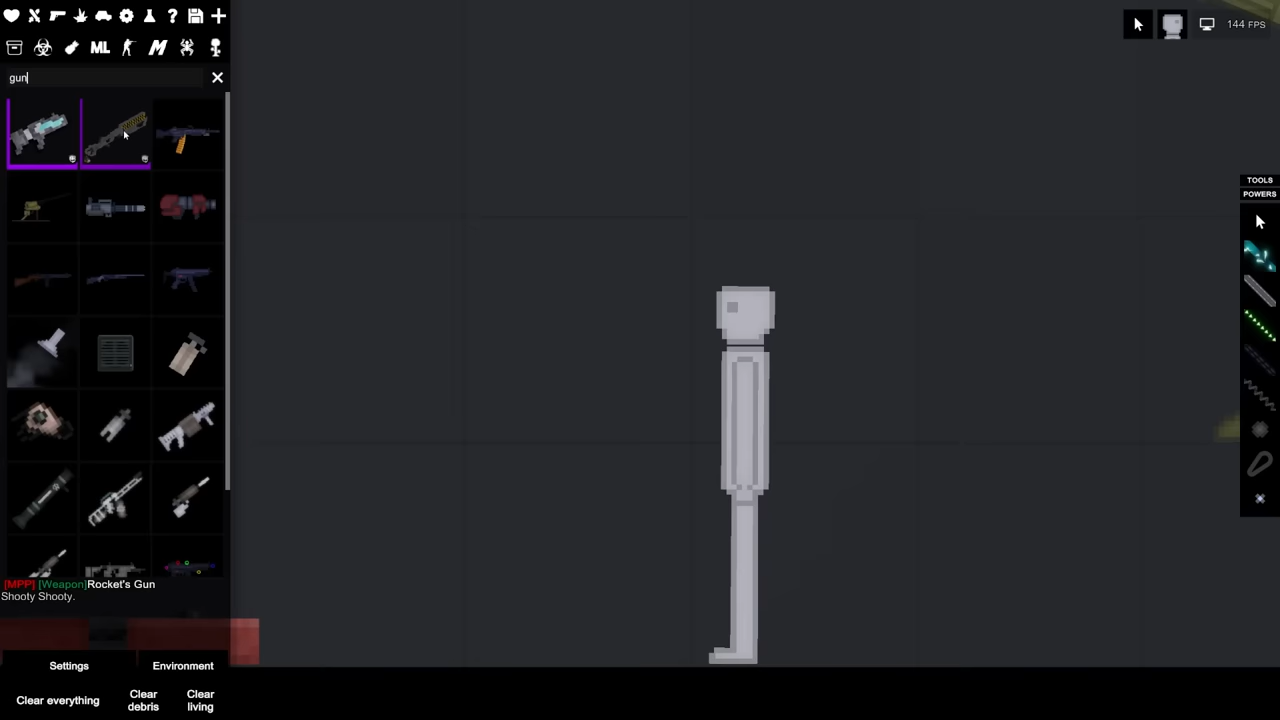 ML
gun
144 FPS
TOOLS
POWERS
[MPP] [Weapon]Rocket's Gun
Shooty Shooty.
Settings
Environment
Clear everything
Clear debris
Clear living